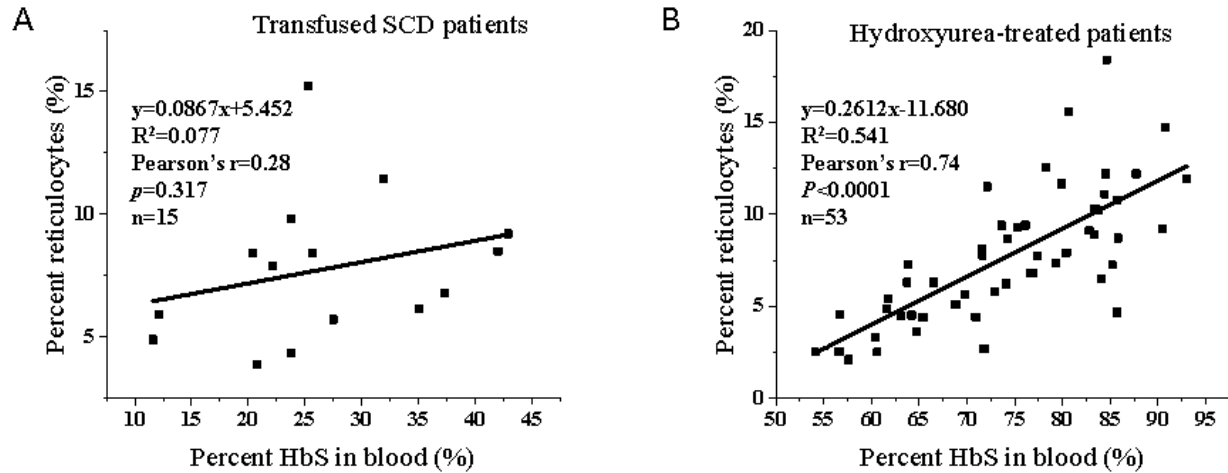 A
Transfused SCD patients
y=0.0867x+5.452
R²=0.077
Pearson's r=0.28
p=0.317
n=15
Percent reticulocytes (%)
15
10
5
10 15 20 25 30 35 40 45
Percent HbS in blood (%)
B
Hydroxyurea-treated patients
y=0.2612x-11.680
R²=0.541
Pearson's r=0.74
P<0.0001
n=53
Percent reticulocytes (%)
20
15
10
5
0
50 55 60 65 70 75 80 85 90 95
Percent HbS in blood (%)